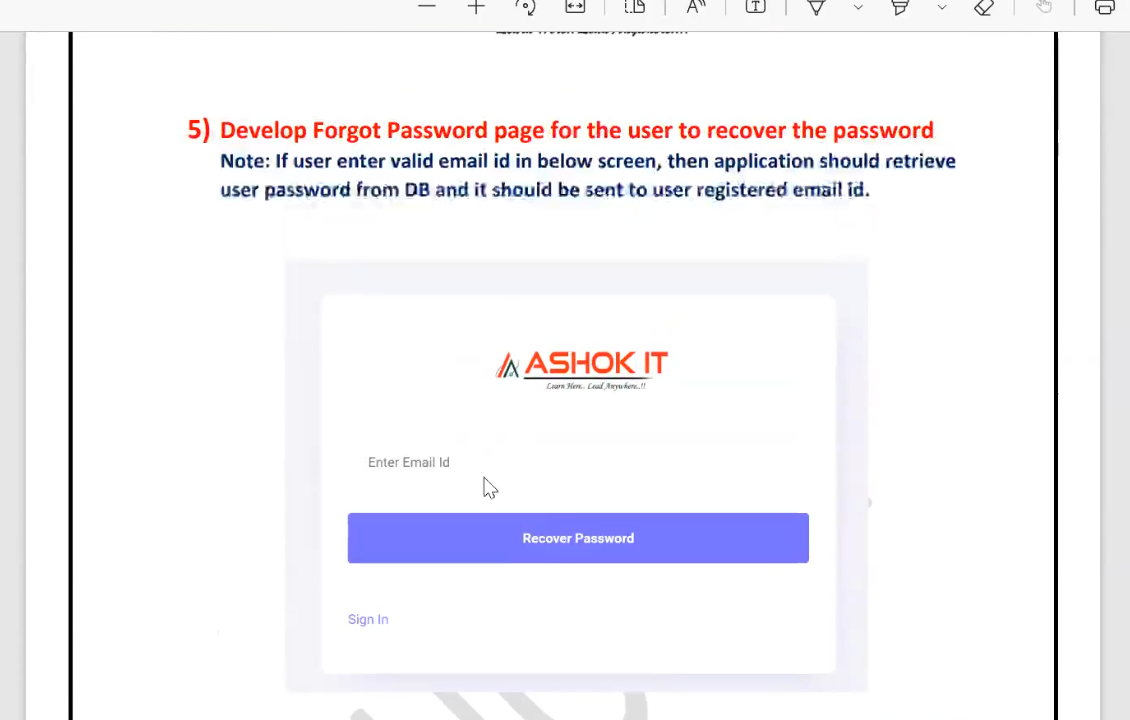 5) Develop Forgot Password page for the user to recover the password
Note: If user enter valid email id in below screen, then application should retrieve
user password from DB and it should be sent to user registered email id.
ASHOK IT
Learn Here.. Lead Anywhere..!!
Enter Email Id
Recover Password
Sign In